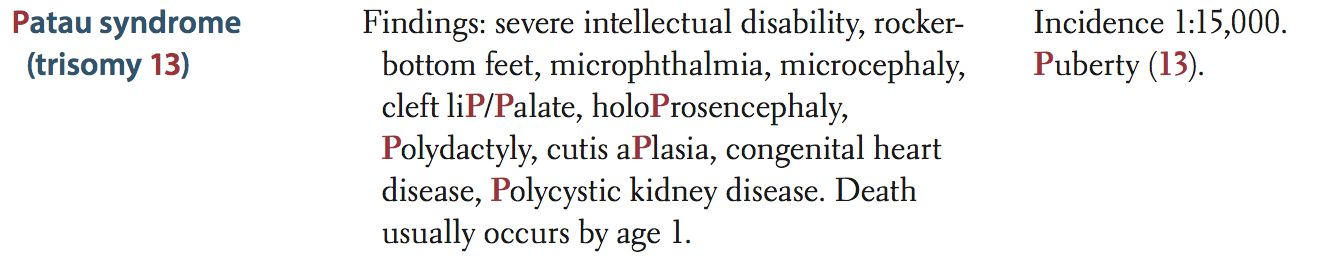 Patau syndrome
(trisomy 13)
Findings: severe intellectual disability, rocker-
bottom feet, microphthalmia, microcephaly,
cleft liP/Palate, holoProsencephaly,
Polydactyly, cutis aPlasia, congenital heart
disease, Polycystic kidney disease. Death
usually occurs by age 1.
Incidence 1:15,000.
Puberty (13).